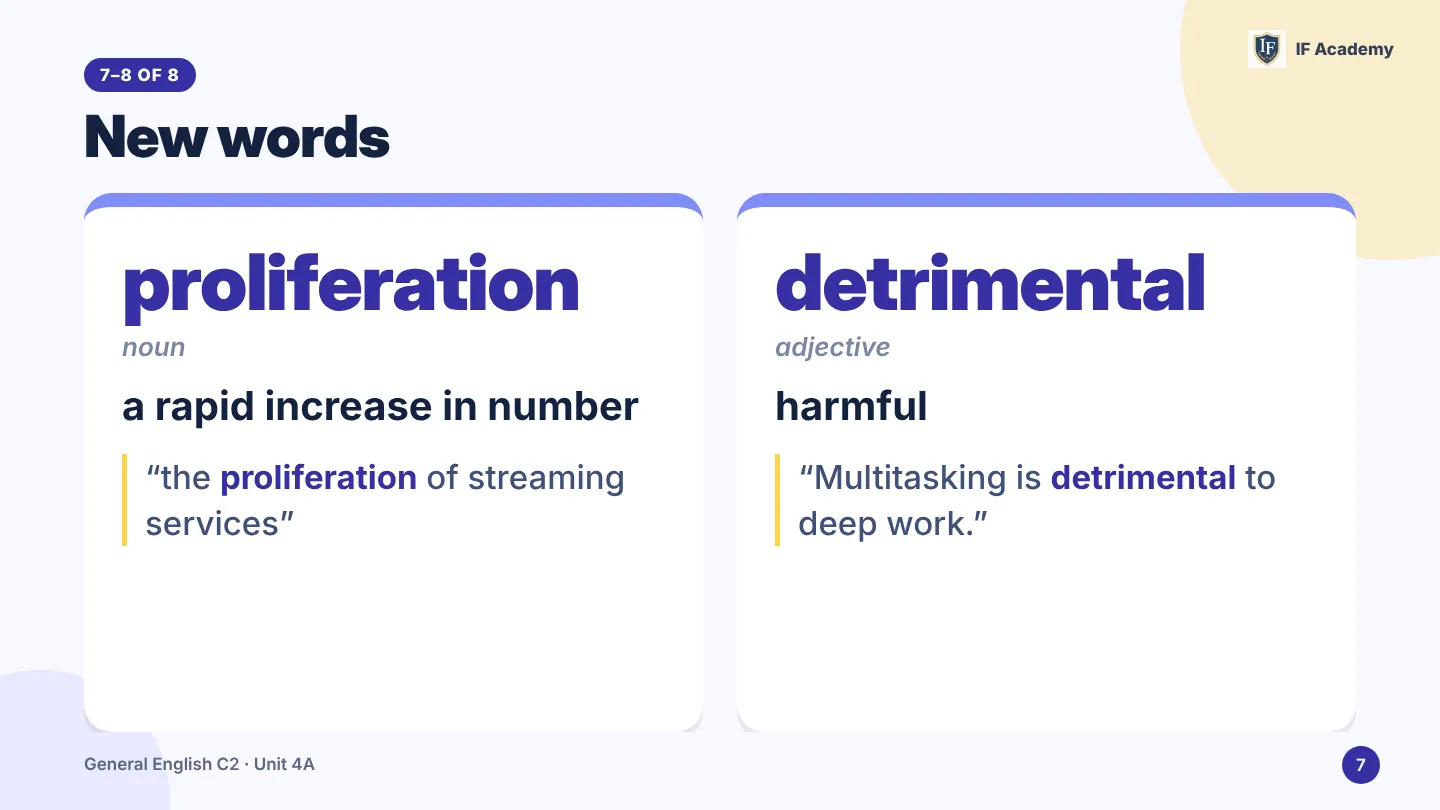 IF
IF Academy
7–8 OF 8
New words
proliferation
noun
a rapid increase in number
“the proliferation of streaming
services”
detrimental
adjective
harmful
“Multitasking is detrimental to
deep work.”
General English C2 · Unit 4A
7